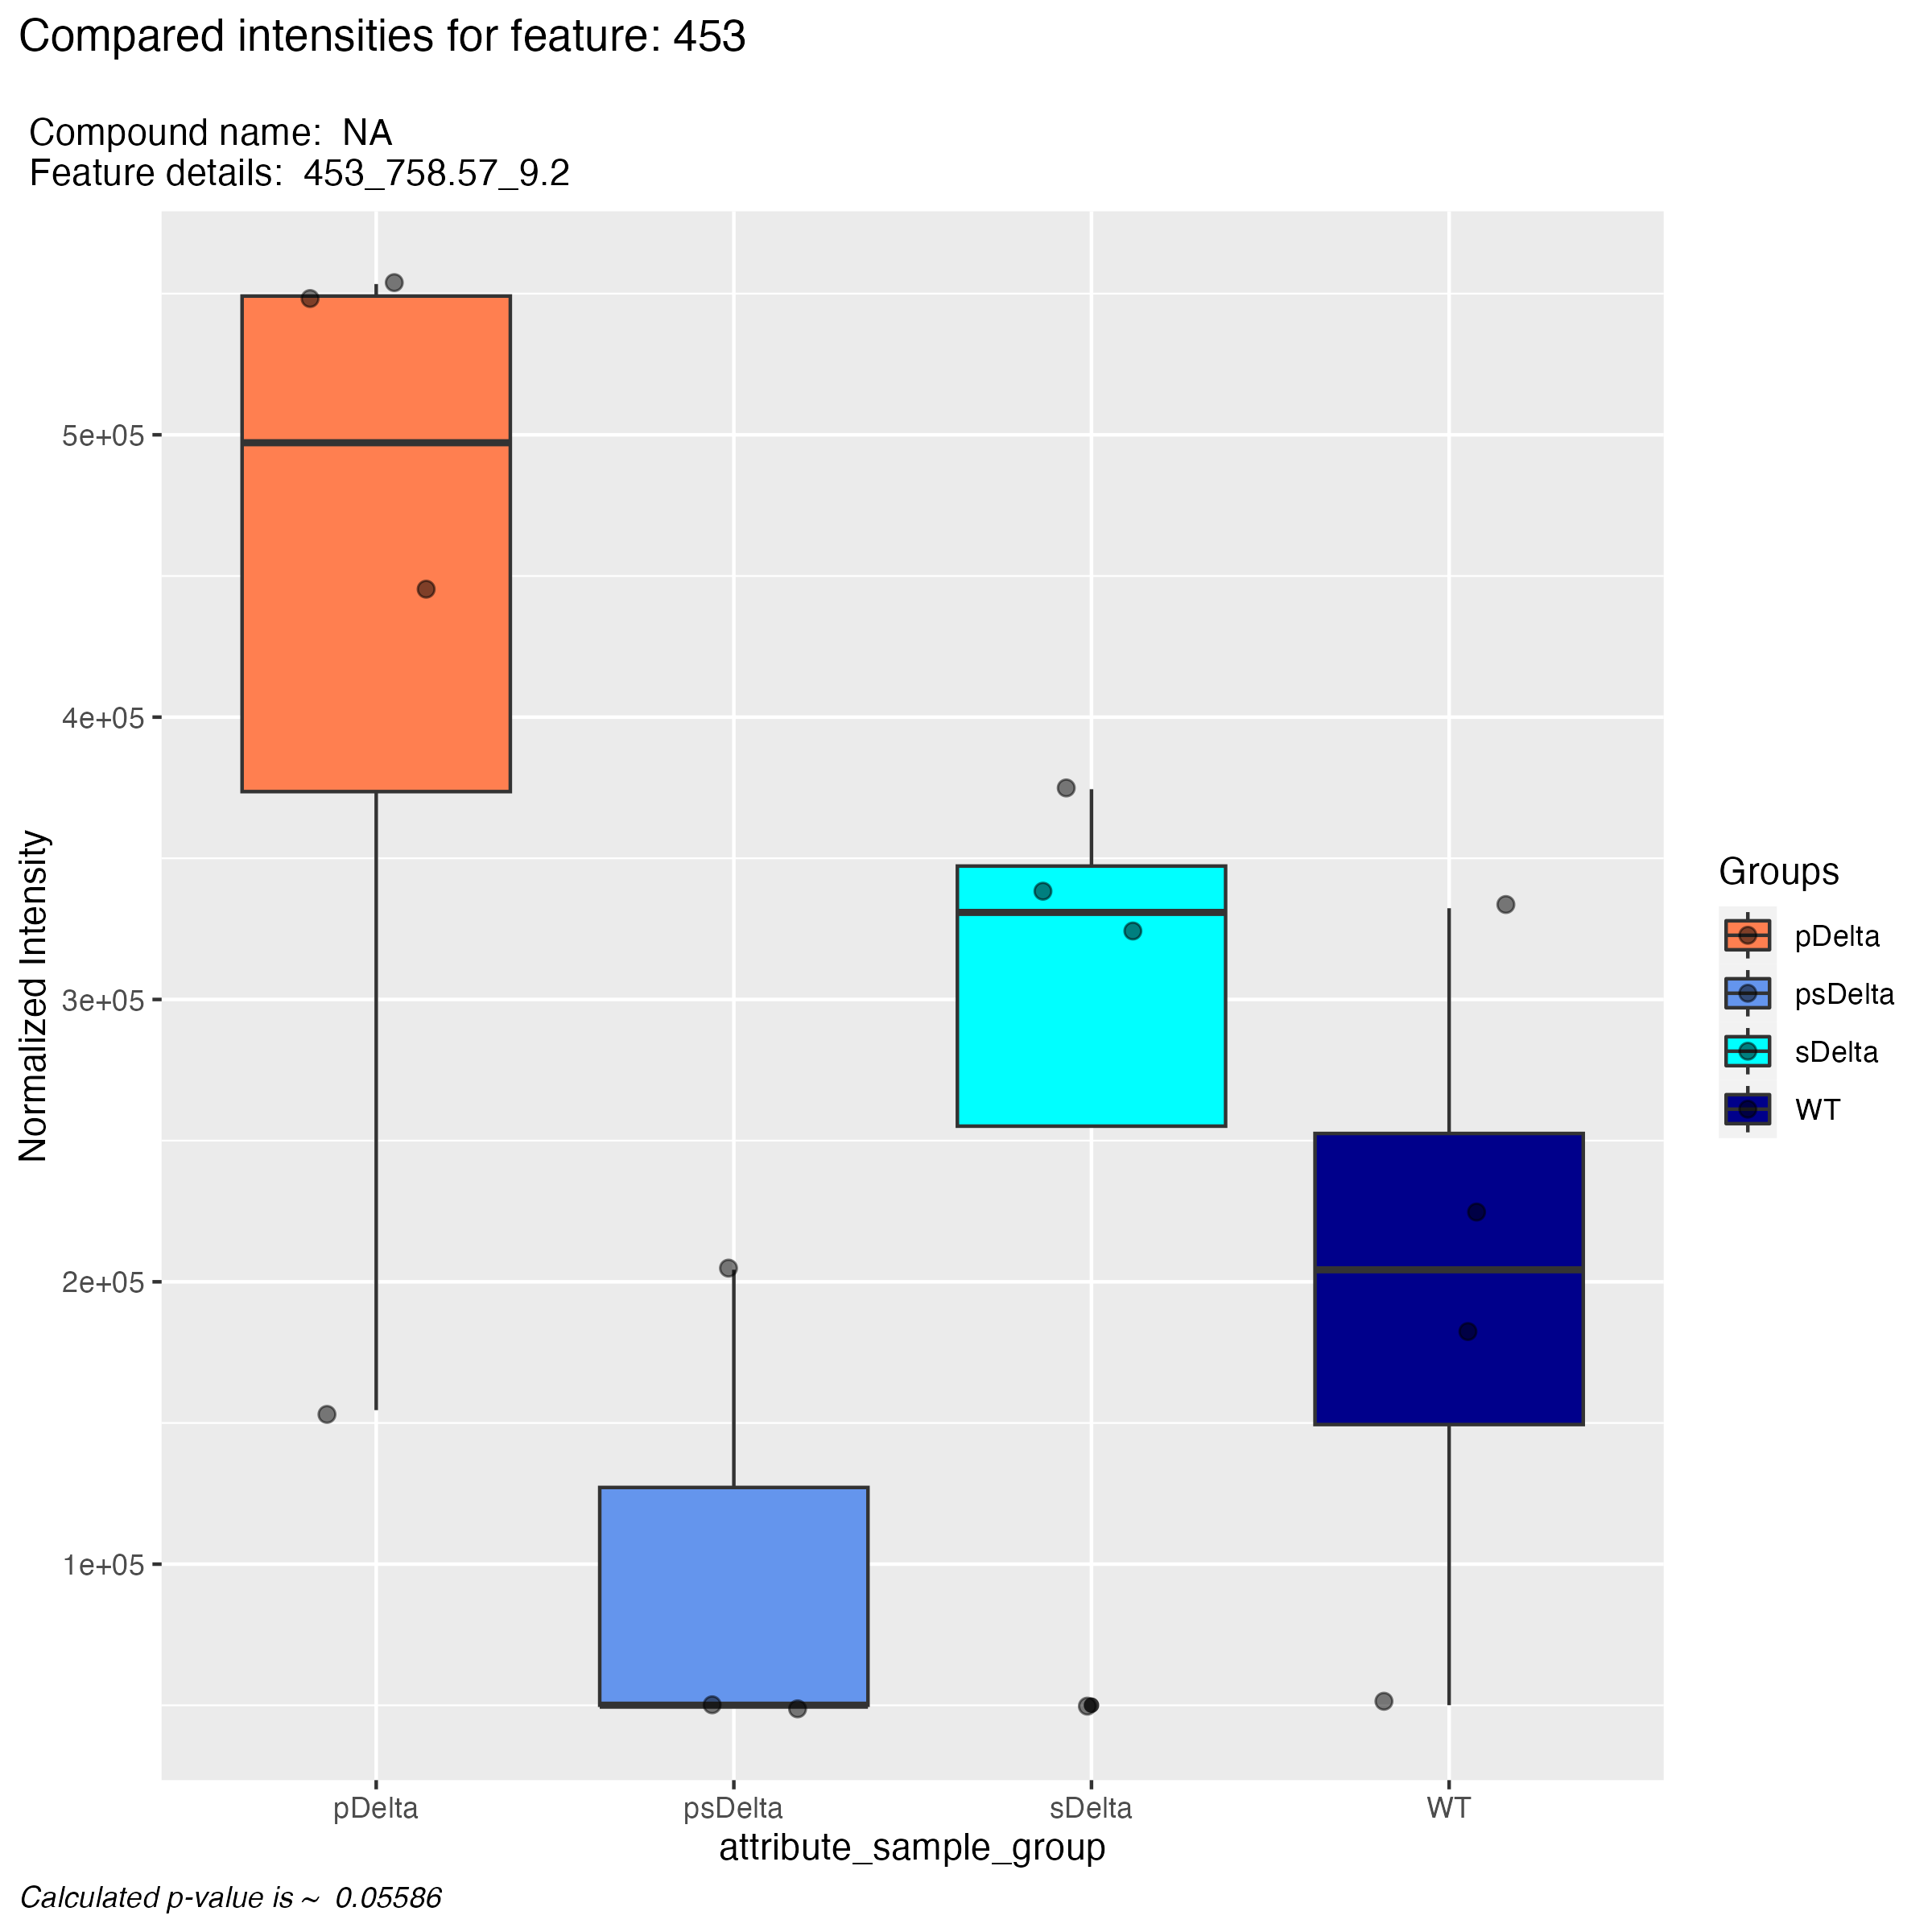 Compared intensities for feature: 453
Compound name:  NA
Feature details:  453_758.57_9.2
Normalized Intensity
5e+05
4e+05
3e+05
2e+05
1e+05
pDelta
psDelta
sDelta
WT
attribute_sample_group
Groups
pDelta
psDelta
sDelta
WT
Calculated p-value is ~  0.05586